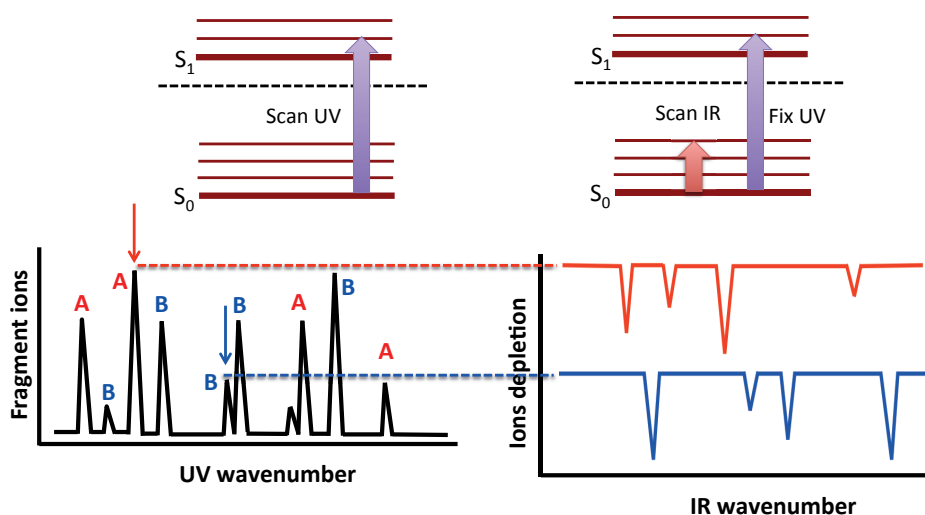 S1
Scan UV
S0
S1
Scan IR
Fix UV
S0
Fragment ions
A
B
A
B
B
B
A
B
A
UV wavenumber
Ions depletion
IR wavenumber